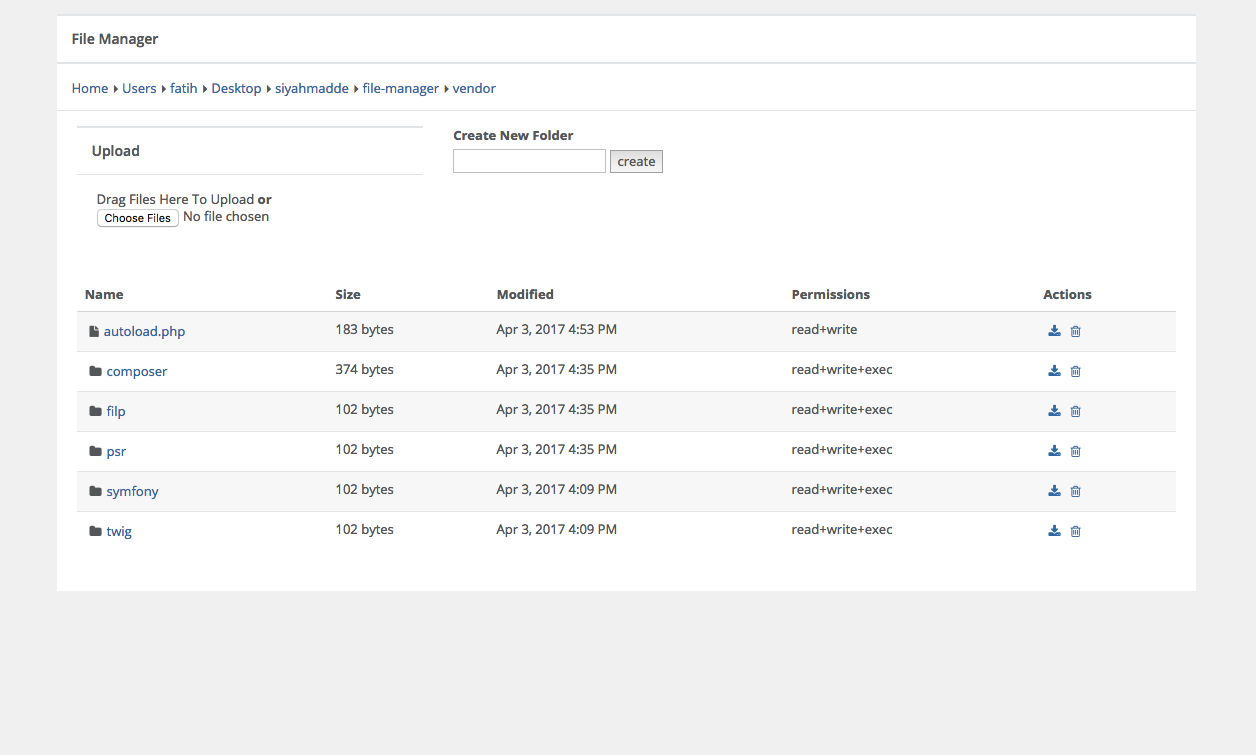 File Manager
Home Users fatih Desktop siyahmadde file-manager vendor
Upload
Drag Files Here To Upload or
Choose Files No file chosen
Create New Folder
create
Name Size Modified Permissions Actions
autoload.php 183 bytes Apr 3, 2017 4:53 PM read+write
composer 374 bytes Apr 3, 2017 4:35 PM read+write+exec
filp 102 bytes Apr 3, 2017 4:35 PM read+write+exec
psr 102 bytes Apr 3, 2017 4:35 PM read+write+exec
symfony 102 bytes Apr 3, 2017 4:09 PM read+write+exec
twig 102 bytes Apr 3, 2017 4:09 PM read+write+exec